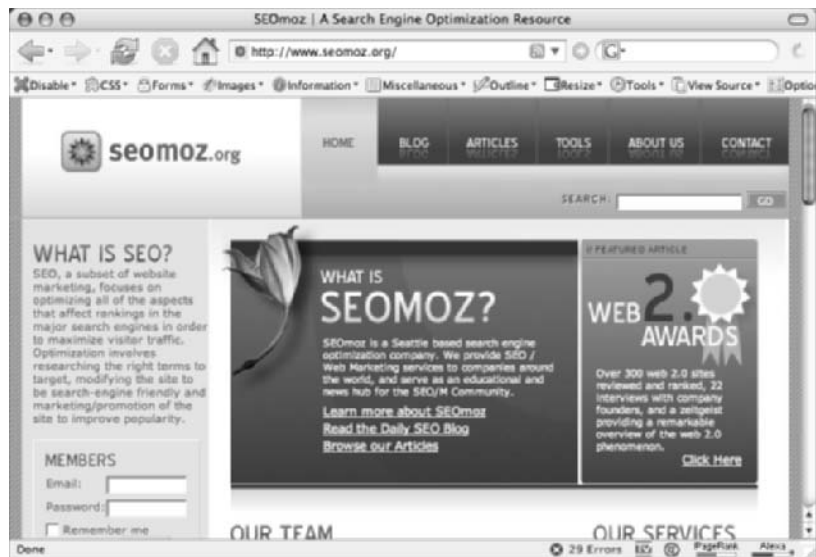 SEOmoz | A Search Engine Optimization Resource
http://www.seomoz.org/
G
Disable CSS Forms Images Information Miscellaneous Outline Resize Tools View Source Optio
seomoz.org
HOME BLOG ARTICLES TOOLS ABOUT US CONTACT
SEARCH: GO
WHAT IS SEO?
SEO, a subset of website
marketing, focuses on
optimizing all of the aspects
that affect rankings in the
major search engines in order
to maximize visitor traffic.
Optimization involves
researching the right terms to
target, modifying the site to
be search-engine friendly and
marketing/promotion of the
site to improve popularity.
MEMBERS
Email:
Password:
Remember me
WHAT IS
SEOMOZ?
SEOmoz is a Seattle based search engine
optimization company. We provide SEO /
Web Marketing services to companies around
the world, and serve as an educational and
news hub for the SEO/M Community.
Learn more about SEOmoz
Read the Daily SEO Blog
Browse our Articles
// FEATURED ARTICLE
WEB 2.
AWARDS
Over 300 web 2.0 sites
reviewed and ranked, 22
interviews with company
founders, and a zeitgeist
providing a remarkable
overview of the web 2.0
phenomenon.
Click Here
OUR TEAM
OUR SERVICES
Done 29 Errors PageRank Alexa